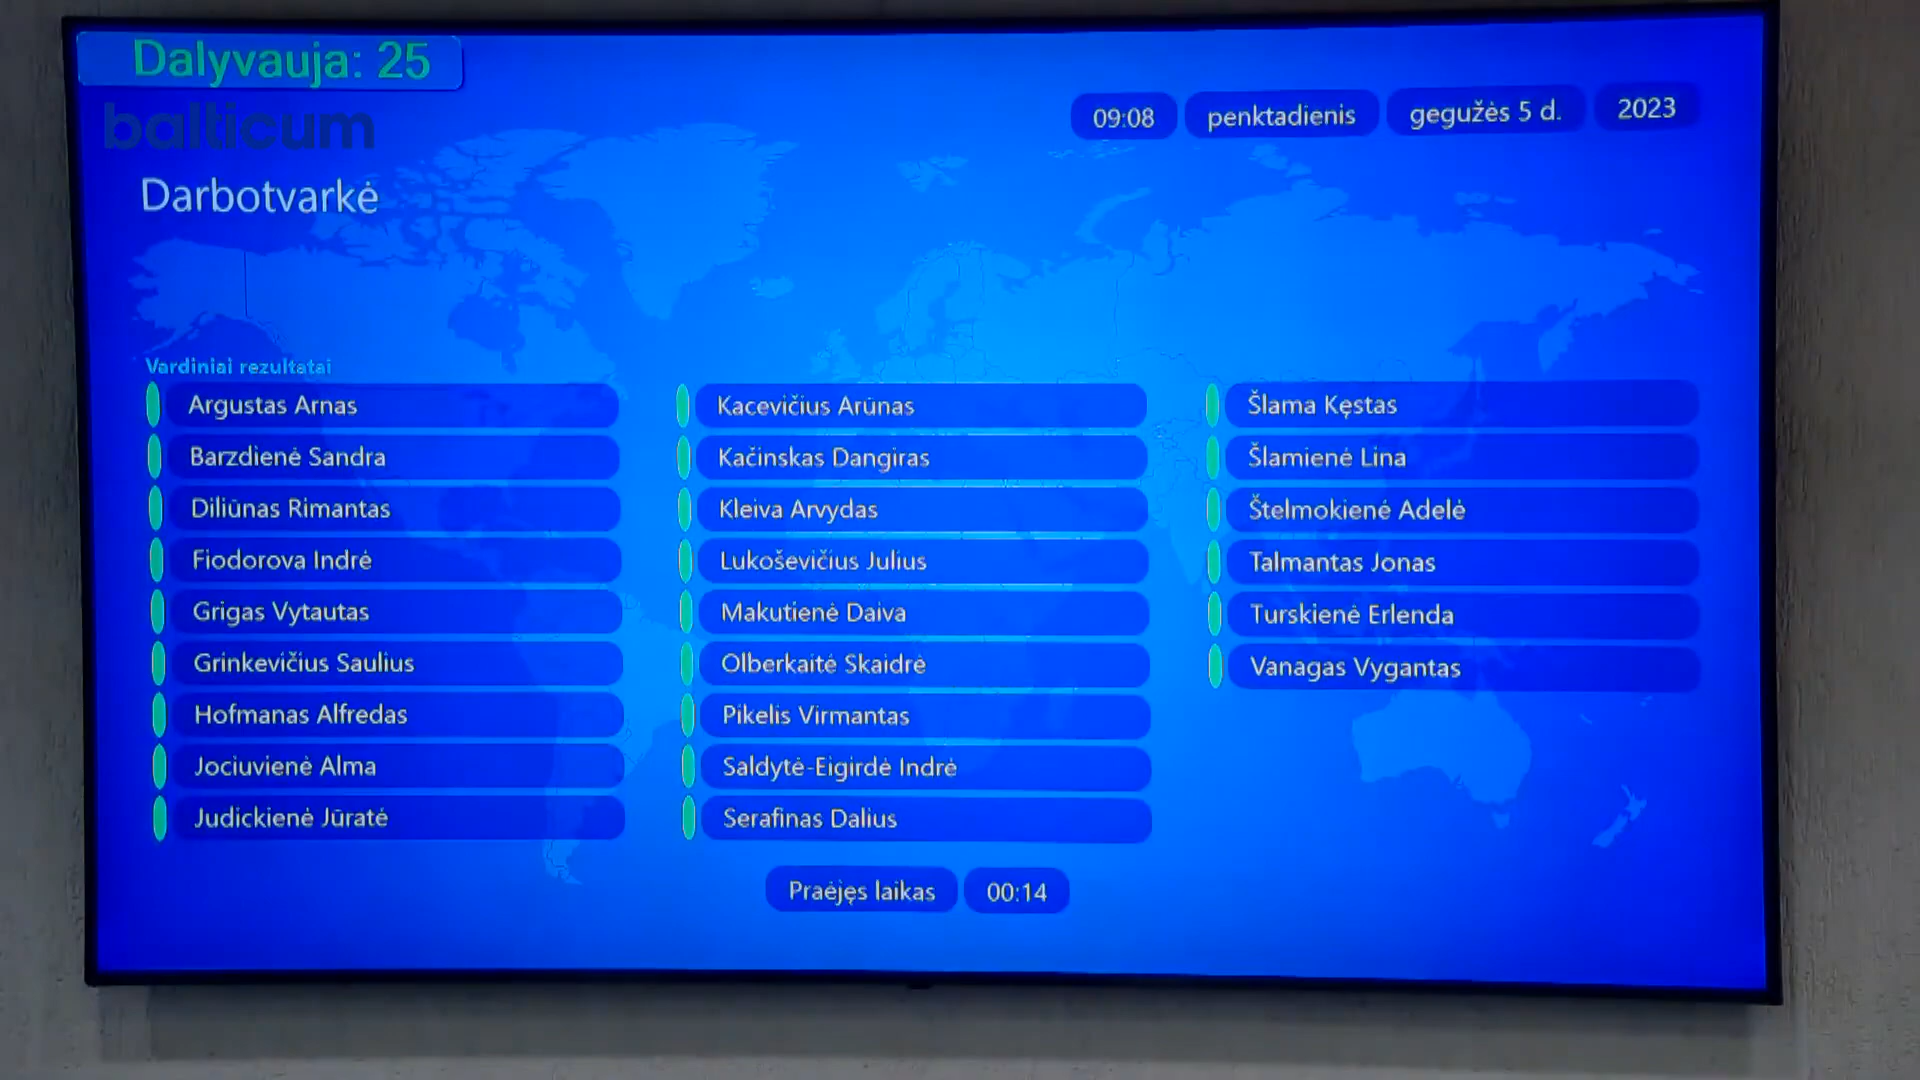 Dalyvauja: 25
balticum
09:08 penktadienis gegužės 5 d. 2023
Darbotvarkė
Vardiniai rezultatai
Argustas Arnas
Barzdienė Sandra
Diliūnas Rimantas
Fiodorova Indrė
Grigas Vytautas
Grinkevičius Saulius
Hofmanas Alfredas
Jociuvienė Alma
Judickienė Jūratė
Kacevičius Arūnas
Kačinskas Dangiras
Kleiva Arvydas
Lukoševičius Julius
Makutienė Daiva
Olberkaitė Skaidrė
Pikelis Virmantas
Saldytė-Eigirdė Indrė
Serafinas Dalius
Šlama Kęstas
Šlamienė Lina
Štelmokienė Adelė
Talmantas Jonas
Turskienė Erlenda
Vanagas Vygantas
Praėjęs laikas 00:14